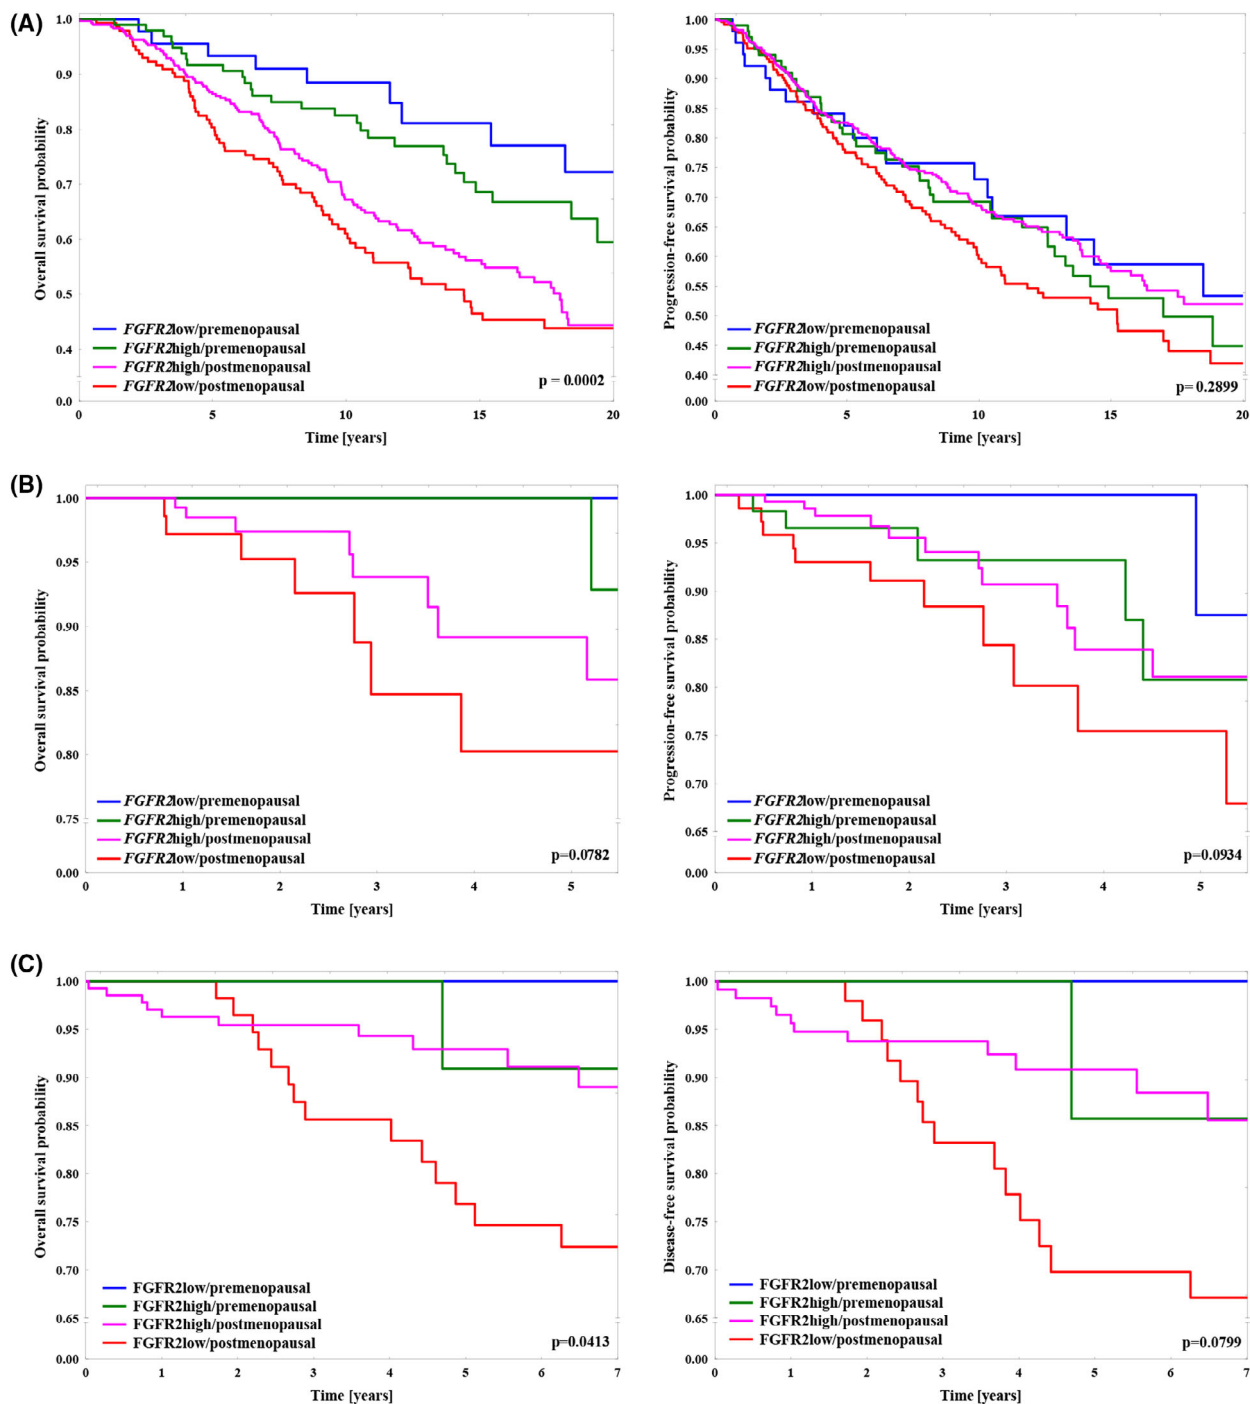 (A)
Overall survival probability
1.0
0.9
0.8
0.7
0.6
0.5
0.4
0.0
FGFR2low/premenopausal
FGFR2high/premenopausal
FGFR2high/postmenopausal
FGFR2low/postmenopausal
p = 0.0002
0 5 10 15 20
Time [years]
Progression-free survival probability
1.00
0.95
0.90
0.85
0.80
0.75
0.70
0.65
0.60
0.55
0.50
0.45
0.40
0.00
FGFR2low/premenopausal
FGFR2high/premenopausal
FGFR2high/postmenopausal
FGFR2low/postmenopausal
p= 0.2899
0 5 10 15 20
Time [years]
(B)
Overall survival probability
1.00
0.95
0.90
0.85
0.80
0.75
0.00
FGFR2low/premenopausal
FGFR2high/premenopausal
FGFR2high/postmenopausal
FGFR2low/postmenopausal
p=0.0782
0 1 2 3 4 5
Time [years]
Progression-free survival probability
1.00
0.95
0.90
0.85
0.80
0.75
0.70
0.65
0.00
FGFR2low/premenopausal
FGFR2high/premenopausal
FGFR2high/postmenopausal
FGFR2low/postmenopausal
p=0.0934
0 1 2 3 4 5
Time [years]
(C)
Overall survival probability
1.00
0.95
0.90
0.85
0.80
0.75
0.70
0.65
0.00
FGFR2low/premenopausal
FGFR2high/premenopausal
FGFR2high/postmenopausal
FGFR2low/postmenopausal
p=0.0413
0 1 2 3 4 5 6 7
Time [years]
Disease-free survival probability
1.00
0.95
0.90
0.85
0.80
0.75
0.70
0.65
0.00
FGFR2low/premenopausal
FGFR2high/premenopausal
FGFR2high/postmenopausal
FGFR2low/postmenopausal
p=0.0799
0 1 2 3 4 5 6 7
Time [years]